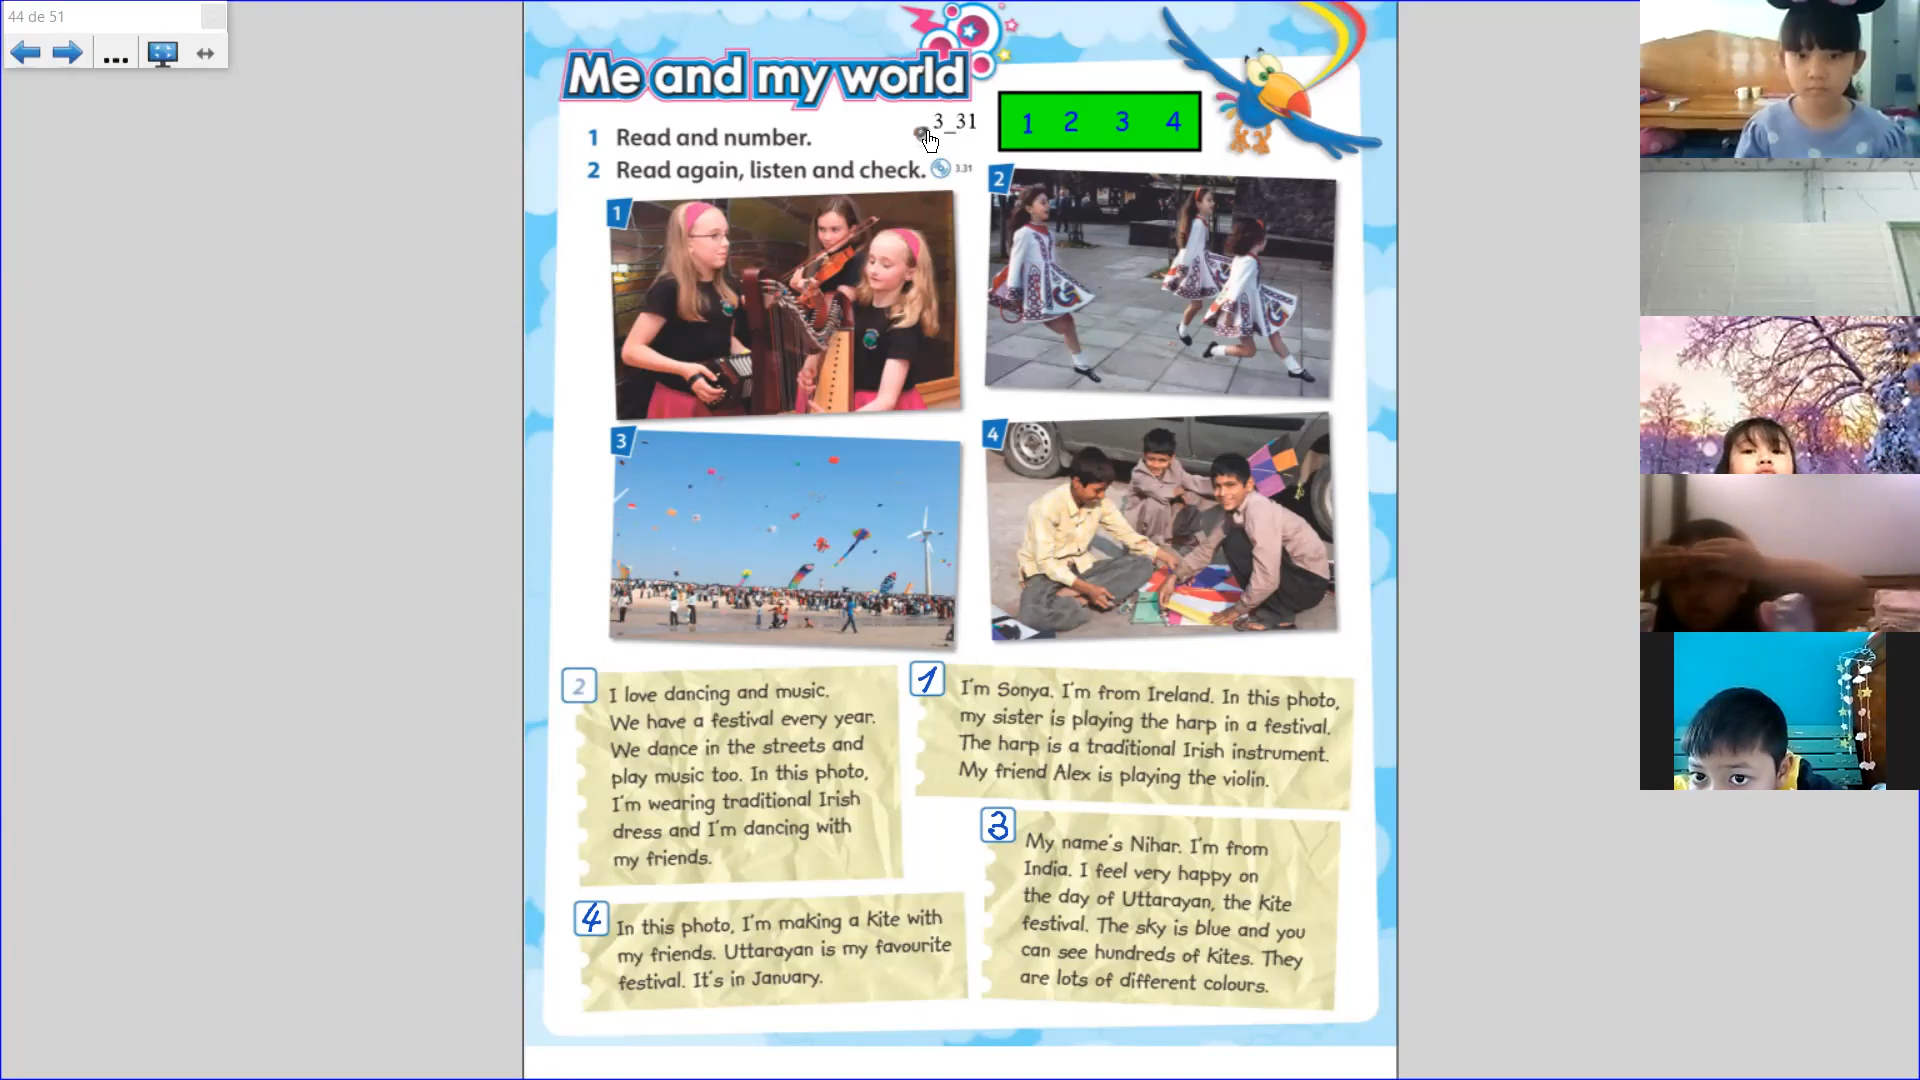 44 de 51
...
Me and my world
3_31
1 2 3 4
1 Read and number.
2 Read again, listen and check. 3.31
1
2
3
4
2
I love dancing and music.
We have a festival every year.
We dance in the streets and
play music too. In this photo,
I'm wearing traditional Irish
dress and I'm dancing with
my friends.
1
I'm Sonya. I'm from Ireland. In this photo,
my sister is playing the harp in a festival.
The harp is a traditional Irish instrument.
My friend Alex is playing the violin.
4
In this photo, I'm making a kite with
my friends. Uttarayan is my favourite
festival. It's in January.
3
My name's Nihar. I'm from
India. I feel very happy on
the day of Uttarayan, the kite
festival. The sky is blue and you
can see hundreds of kites. They
are lots of different colours.